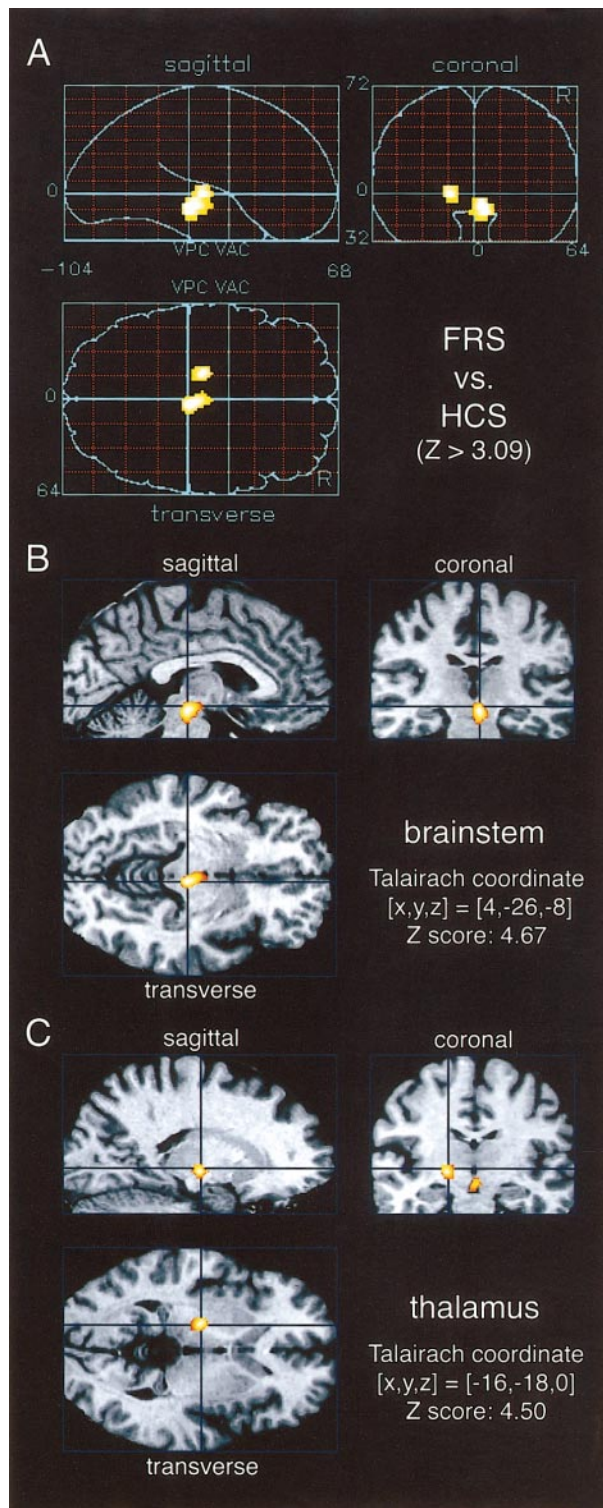 A
sagittal
coronal
72
R
0
0
32
VPC VAC
0
64
-104
68
VPC VAC
0
R
64
transverse
FRS
vs.
HCS
(Z > 3.09)
B
sagittal
coronal
transverse
brainstem
Talairach coordinate
[x,y,z] = [4,-26,-8]
Z score: 4.67
C
sagittal
coronal
transverse
thalamus
Talairach coordinate
[x,y,z] = [-16,-18,0]
Z score: 4.50